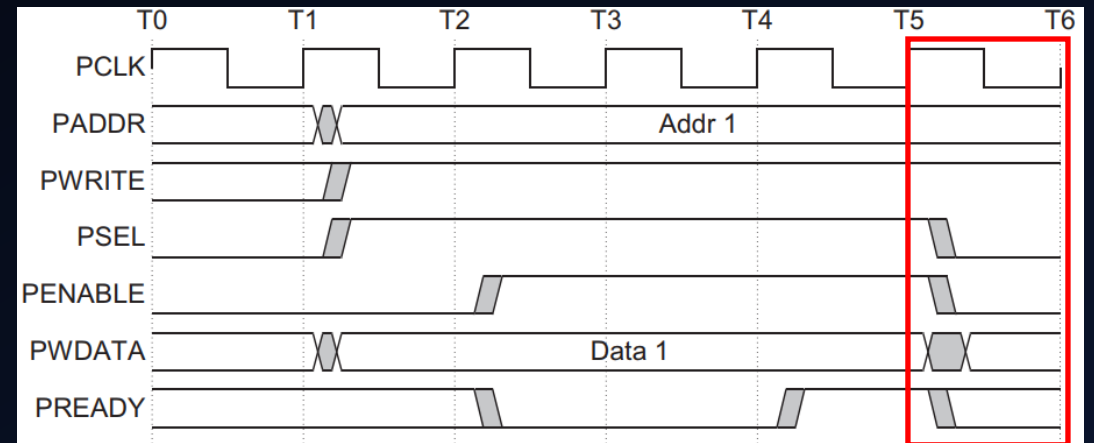 T0 T1 T2 T3 T4 T5 T6
PCLK
PADDR Addr 1
PWRITE
PSEL
PENABLE
PWDATA Data 1
PREADY